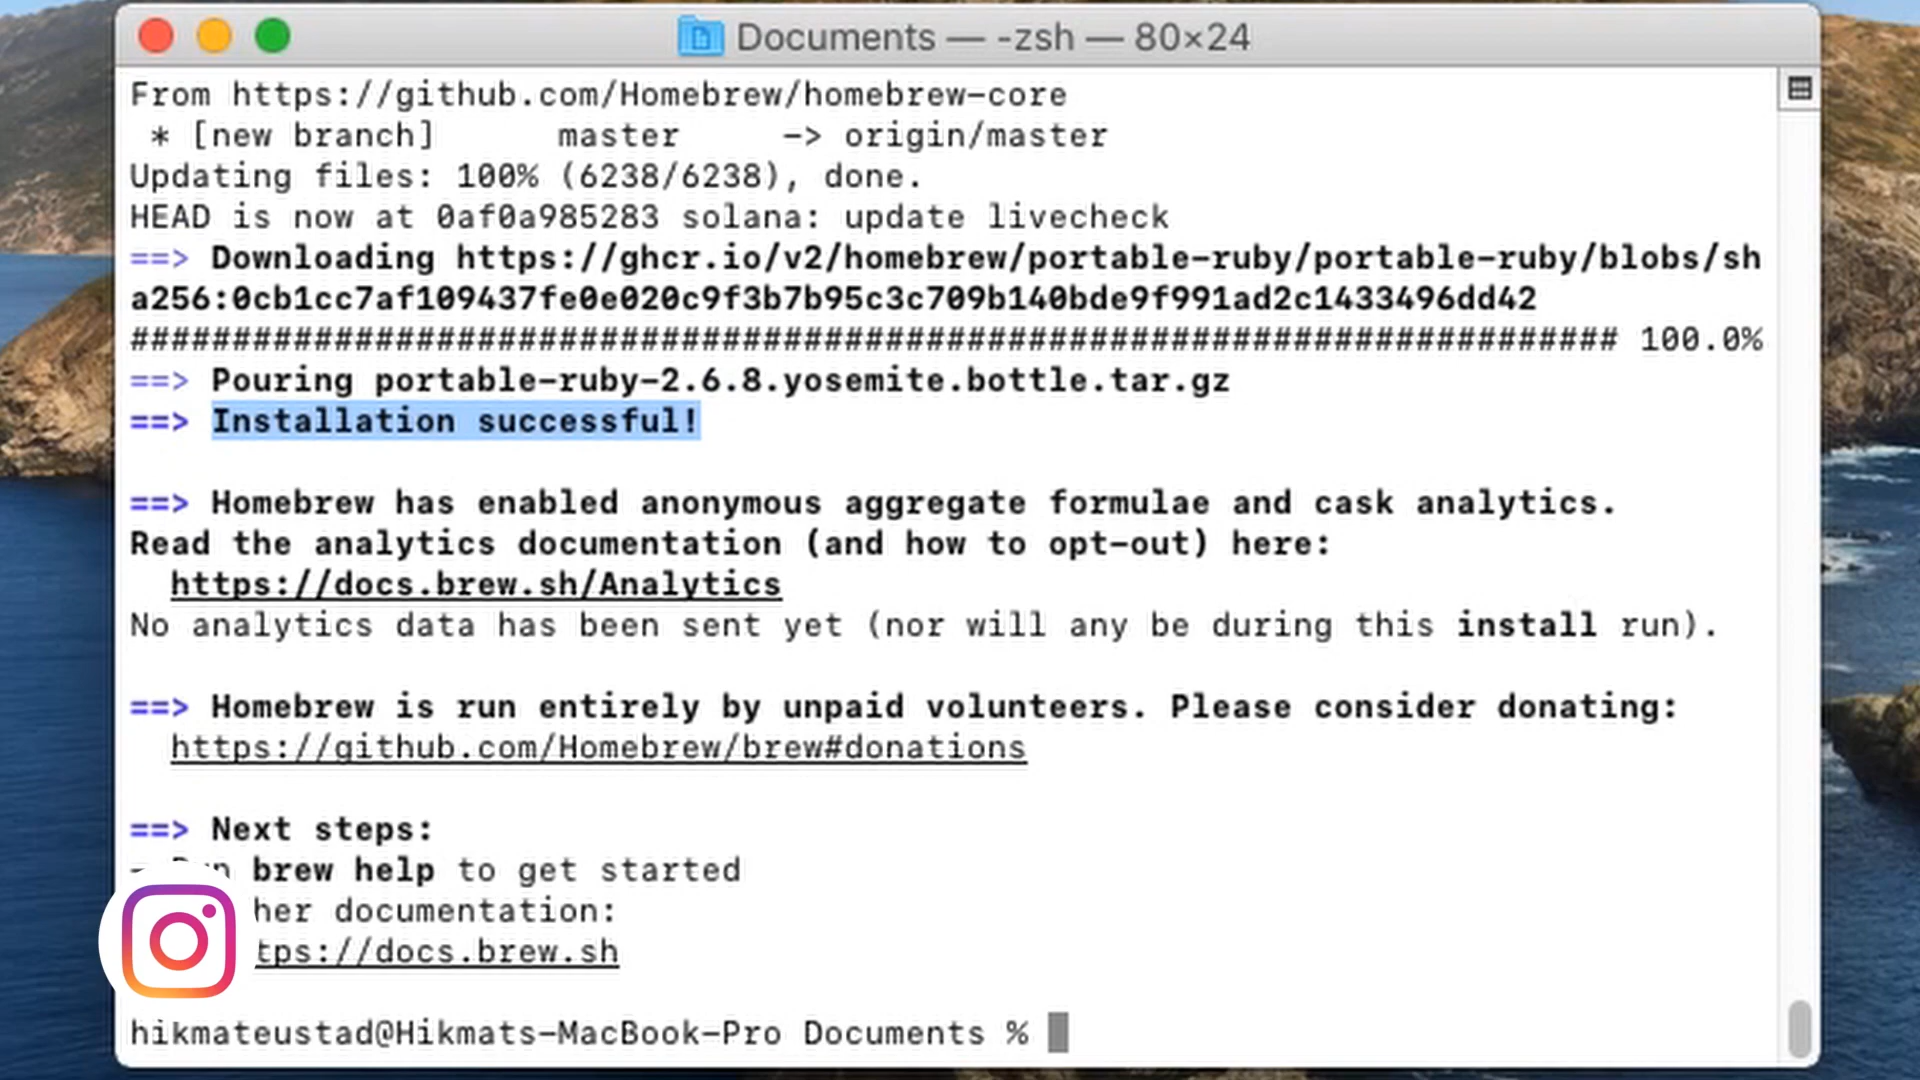 Documents — -zsh — 80×24
From https://github.com/Homebrew/homebrew-core
 * [new branch]      master     -> origin/master
Updating files: 100% (6238/6238), done.
HEAD is now at 0af0a985283 solana: update livecheck
==> Downloading https://ghcr.io/v2/homebrew/portable-ruby/portable-ruby/blobs/sh
a256:0cb1cc7af109437fe0e020c9f3b7b95c3c709b140bde9f991ad2c1433496dd42
######################################################################### 100.0%
==> Pouring portable-ruby-2.6.8.yosemite.bottle.tar.gz
==> Installation successful!
==> Homebrew has enabled anonymous aggregate formulae and cask analytics.
Read the analytics documentation (and how to opt-out) here:
  https://docs.brew.sh/Analytics
No analytics data has been sent yet (nor will any be during this install run).
==> Homebrew is run entirely by unpaid volunteers. Please consider donating:
  https://github.com/Homebrew/brew#donations
==> Next steps:
brew help to get started
her documentation:
tps://docs.brew.sh
hikmateustad@Hikmats-MacBook-Pro Documents %